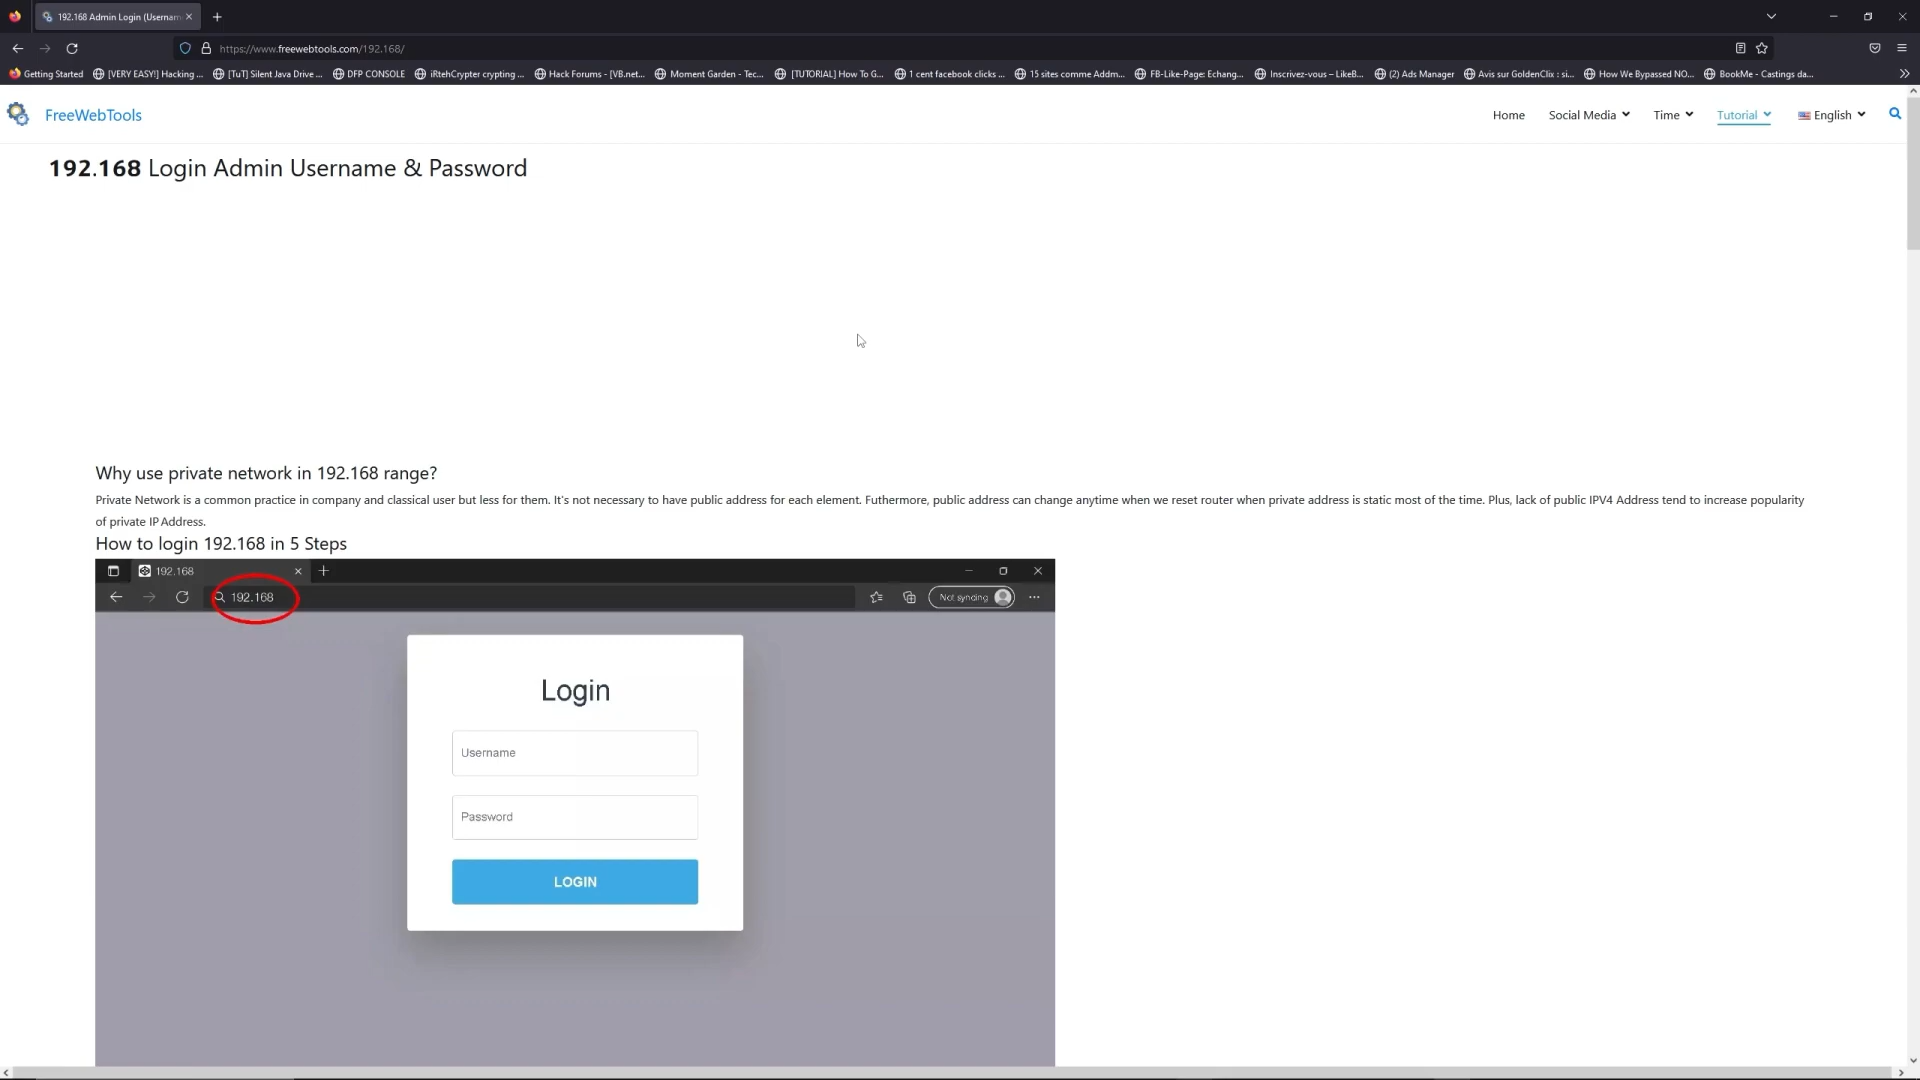 192.168 Admin Login (Usernam
https://www.freewebtools.com/192.168/
Getting Started
[VERY EASY!] Hacking ...
[TuT] Silent Java Drive ...
DFP CONSOLE
iRtehCrypter crypting ...
Hack Forums - [VB.net...
Moment Garden - Tec...
[TUTORIAL] How To G...
1 cent facebook clicks ...
15 sites comme Addm...
FB-Like-Page: Echang...
Inscrivez-vous – LikeB...
(2) Ads Manager
Avis sur GoldenClix : si...
How We Bypassed NO...
BookMe - Castings da...
FreeWebTools
Home
Social Media
Time
Tutorial
English
192.168 Login Admin Username & Password
Why use private network in 192.168 range?
Private Network is a common practice in company and classical user but less for them. It's not necessary to have public address for each element. Futhermore, public address can change anytime when we reset router when private address is static most of the time. Plus, lack of public IPV4 Address tend to increase popularity
of private IP Address.
How to login 192.168 in 5 Steps
192.168
192.168
Not syncing
Login
Username
Password
LOGIN